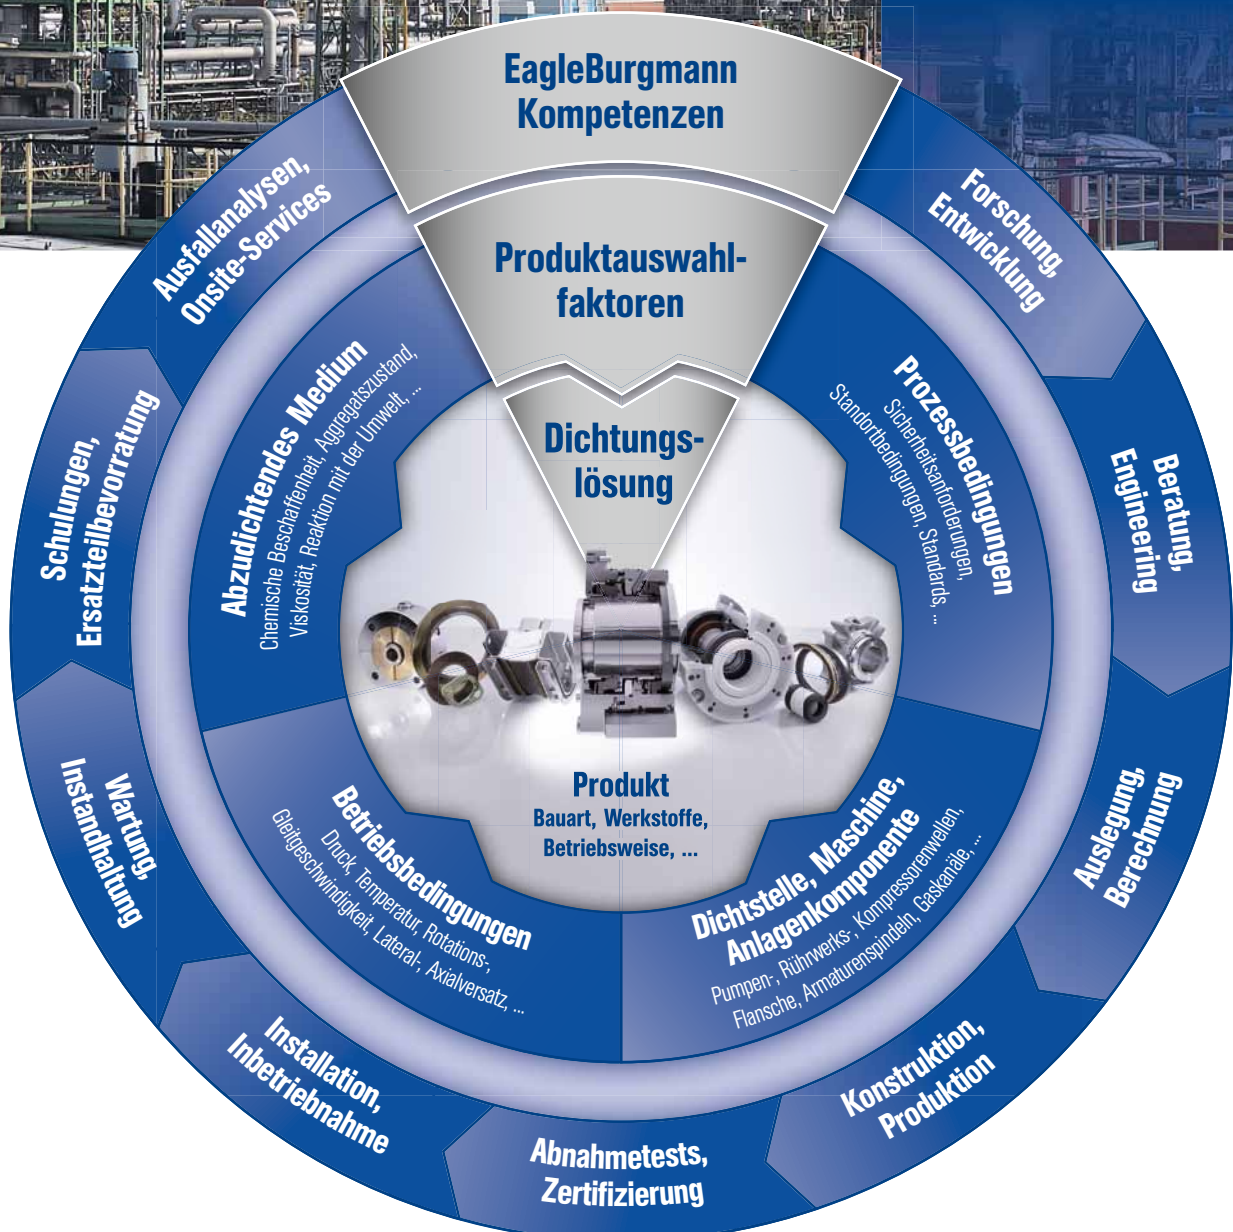 EagleBurgmann
Kompetenzen
Produktauswahl-
faktoren
Dichtungs-
lösung
Forschung,
Entwicklung
Beratung,
Engineering
Auslegung,
Berechnung
Konstruktion,
Produktion
Abnahmetests,
Zertifizierung
Installation,
Inbetriebnahme
Wartung,
Instandhaltung
Schulungen,
Ersatzteilbevorratung
Ausfallanalysen,
Onsite-Services
Prozessbedingungen
Sicherheitsanforderungen,
Standortbedingungen, Standards, ...
Dichtstelle, Maschine,
Anlagenkomponente
Pumpen-, Rührwerks-, Kompressorenwellen,
Flansche, Armaturenspindeln, Gaskanäle, ...
Betriebsbedingungen
Druck, Temperatur, Rotations-,
Gleitgeschwindigkeit, Lateral-, Axialversatz, ...
Abzudichtendes Medium
Chemische Beschaffenheit, Aggregatszustand,
Viskosität, Reaktion mit der Umwelt, ...
Produkt
Bauart, Werkstoffe,
Betriebsweise, ...